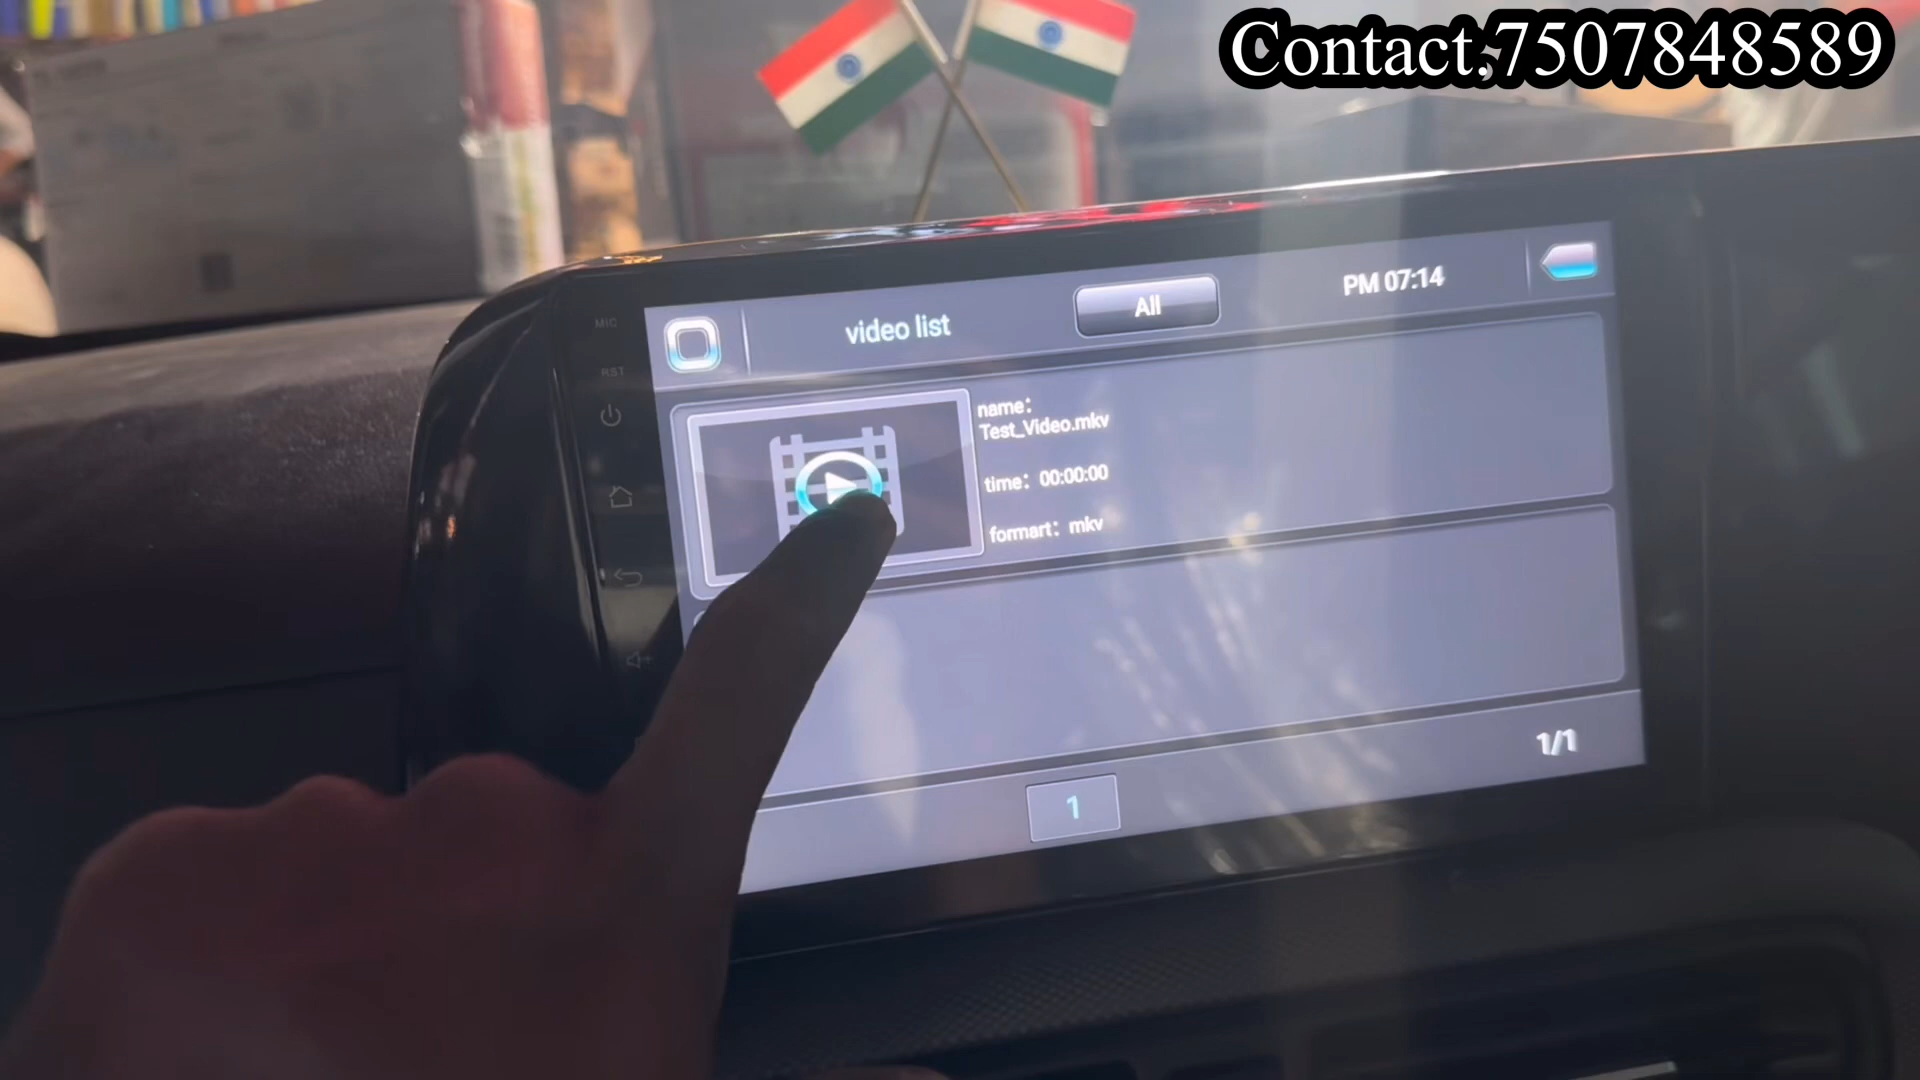 Contact:7507848589
MIC
RST
video list
All
PM 07:14
name:
Test_Video.mkv
time: 00:00:00
formart: mkv
1/1
1